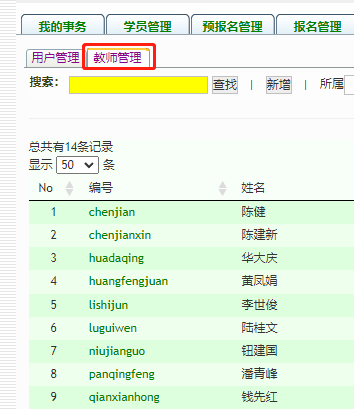 我的事务 学员管理 预报名管理 报名管理
用户管理 教师管理
搜索： 查找 | 新增 | 所属
总共有14条记录
显示 50 条
No 编号 姓名
1 chenjian 陈健
2 chenjianxin 陈建新
3 huadaqing 华大庆
4 huangfengjuan 黄凤娟
5 lishijun 李世俊
6 luguiwen 陆桂文
7 niujianguo 钮建国
8 panqingfeng 潘青峰
9 qianxianhong 钱先红